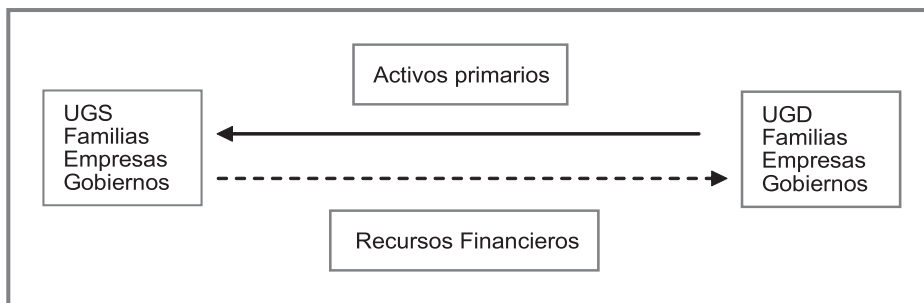 Activos primarios
UGS
Familias
Empresas
Gobiernos
UGD
Familias
Empresas
Gobiernos
Recursos Financieros